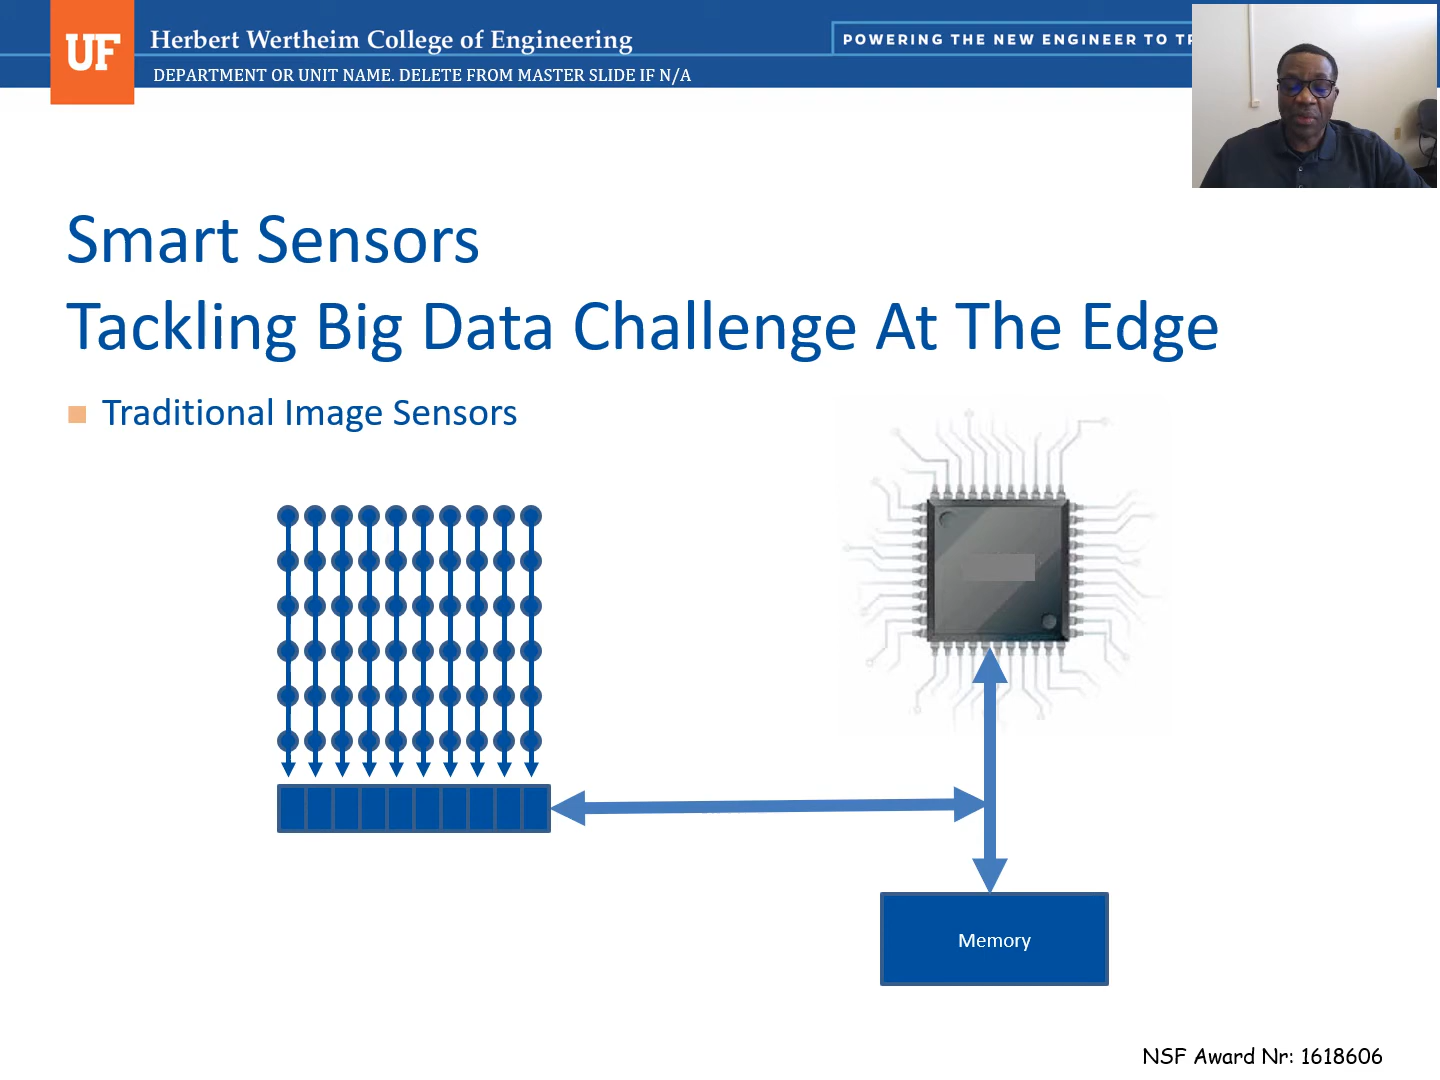 UF
Herbert Wertheim College of Engineering
POWERING THE NEW ENGINEER TO
DEPARTMENT OR UNIT NAME. DELETE FROM MASTER SLIDE IF N/A
Smart Sensors
Tackling Big Data Challenge At The Edge
Traditional Image Sensors
Memory
NSF Award Nr: 1618606